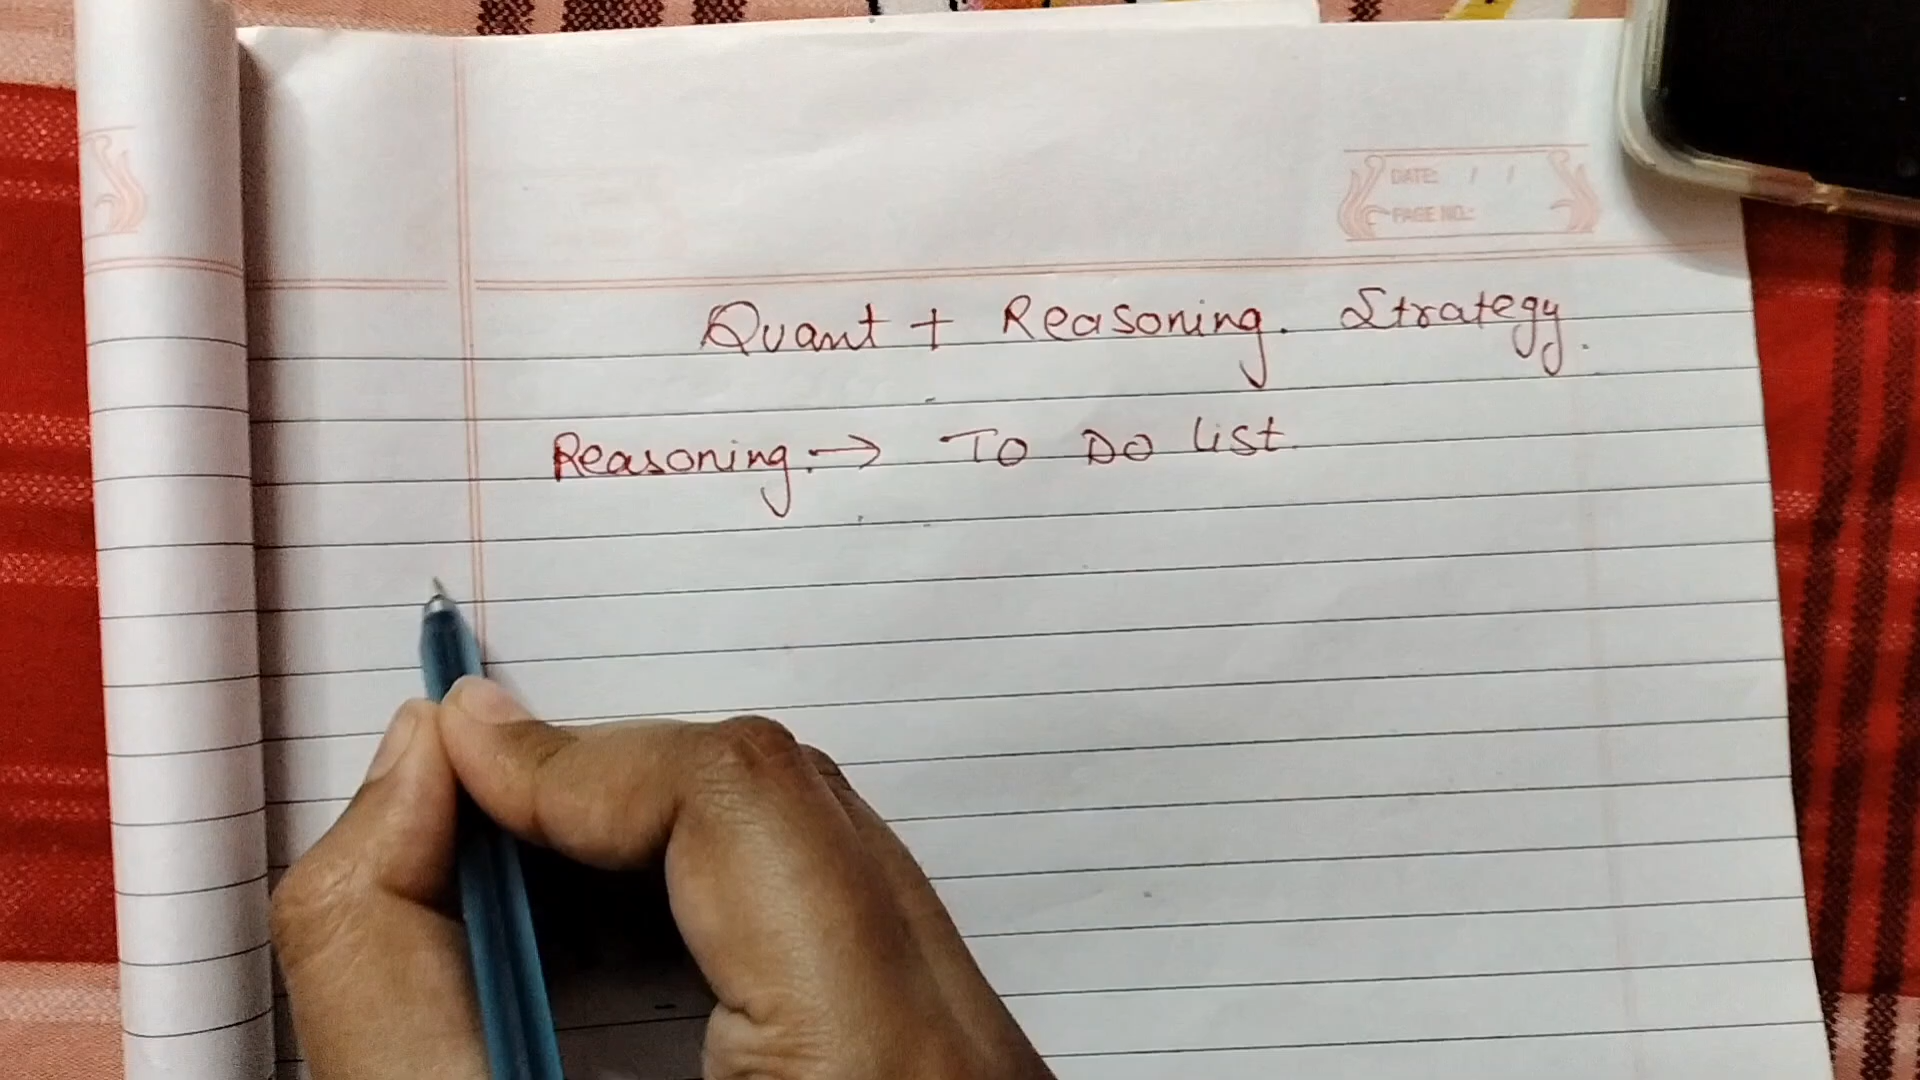 DATE: / /
PAGE NO.:
Quant + Reasoning. Strategy.
Reasoning :→ To Do list